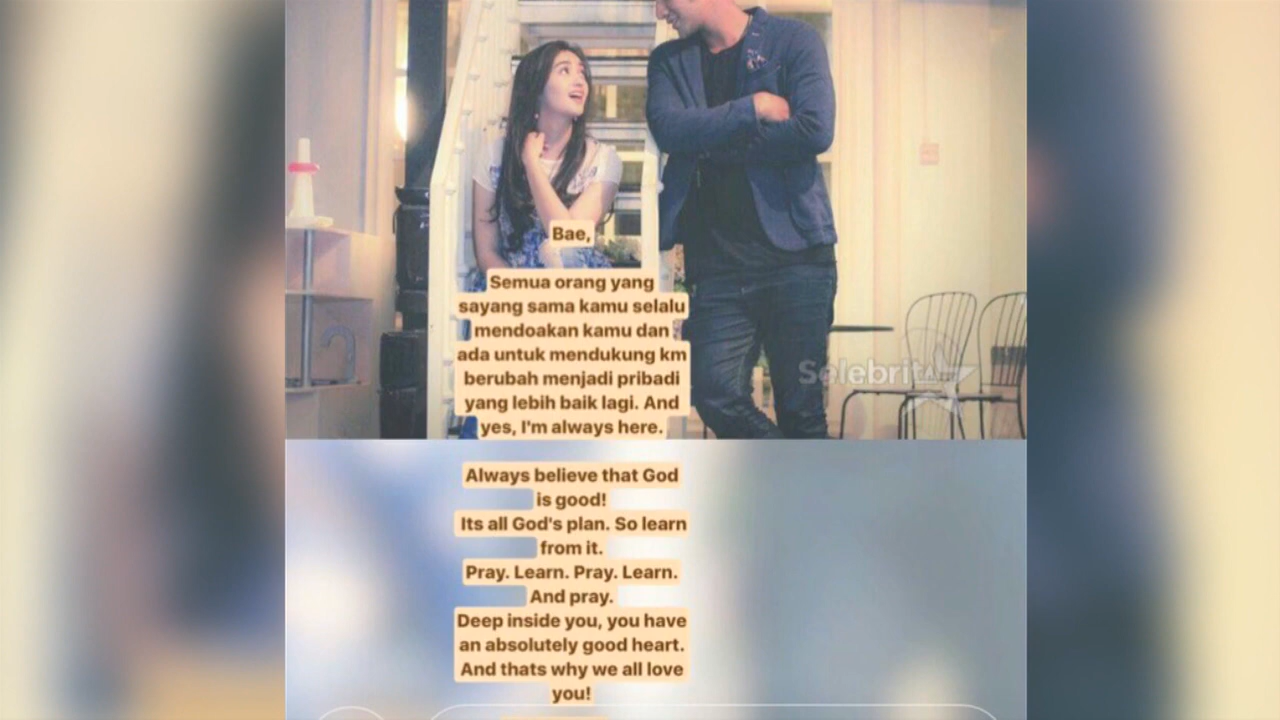 Bae,
Semua orang yang
sayang sama kamu selalu
mendoakan kamu dan
ada untuk mendukung km
berubah menjadi pribadi
yang lebih baik lagi. And
yes, I'm always here.
Selebrita
Always believe that God
is good!
Its all God's plan. So learn
from it.
Pray. Learn. Pray. Learn.
And pray.
Deep inside you, you have
an absolutely good heart.
And thats why we all love
you!